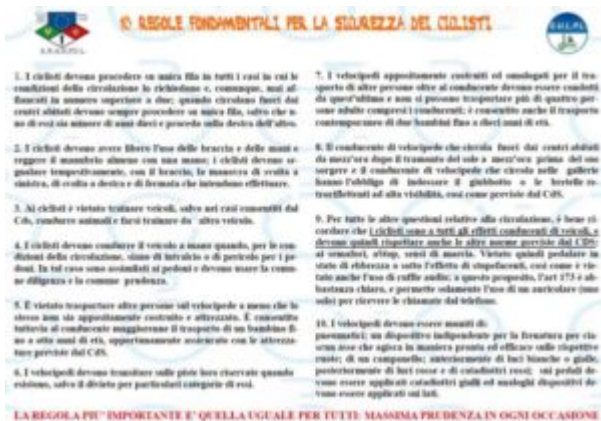 10 REGOLE FONDAMENTALI PER LA SICUREZZA DEI CICLISTI
1. I ciclisti devono procedere su unica fila in tutti i casi in cui le
condizioni della circolazione lo richiedono e, comunque, mai af-
fiancati in numero superiore a due; quando circolano fuori dai
centri abitati devono sempre procedere su unica fila, salvo che u-
no di essi sia minore di anni dieci e proceda sulla destra dell'altro.
2. I ciclisti devono avere libero l'uso delle braccia e delle mani e
reggere il manubrio almeno con una mano; i ciclisti devono se-
gnalare tempestivamente, con il braccio, la manovra di svolta a
sinistra, di svolta a destra e di fermata che intendono effettuare.
3. Ai ciclisti è vietato trainare veicoli, salvo nei casi consentiti dal
Cds, condurre animali e farsi trainare da altro veicolo.
4. I ciclisti devono condurre il veicolo a mano quando, per le con-
dizioni della circolazione, siano di intralcio o di pericolo per i pe-
doni. In tal caso sono assimilati ai pedoni e devono usare la comu-
ne diligenza e la comune prudenza.
5. È vietato trasportare altre persone sul velocipede a meno che lo
stesso non sia appositamente costruito e attrezzato. È consentito
tuttavia al conducente maggiorenne il trasporto di un bambino fi-
no a otto anni di età, opportunamente assicurato con le attrezza-
ture previste dal CdS.
6. I velocipedi devono transitare sulle piste loro riservate quando
esistono, salvo il divieto per particolari categorie di essi.
7. I velocipedi appositamente costruiti ed omologati per il tra-
sporto di altre persone oltre al conducente devono essere condotti
da quest'ultimo e non si possono trasportare più di quattro per-
sone adulte compresi i conducenti; è consentito anche il trasporto
contemporaneo di due bambini fino a dieci anni di età.
8. Il conducente di velocipede che circola fuori dai centri abitati
da mezz'ora dopo il tramonto del sole a mezz'ora prima del suo
sorgere e il conducente di velocipede che circola nelle gallerie
hanno l'obbligo di indossare il giubbotto o le bretelle re-
troriflettenti ad alta visibilità, così come previste dal CdS.
9. Per tutte le altre questioni relative alla circolazione, è bene ri-
cordare che i ciclisti sono a tutti gli effetti conducenti di veicoli, e
devono quindi rispettare anche le altre norme previste dal CDS:
ai semafori, stop, sensi di marcia. Vietato quindi pedalare in
stato di ebbrezza o sotto l'effetto di stupefacenti, così come è vie-
tato anche l'uso di cuffie audio; a questo proposito, l'art 173 è ab-
bastanza chiaro, e permette solamente l'uso di un auricolare (uno
solo) per ricevere le chiamate dal telefono.
10. I velocipedi devono essere muniti di:
pneumatici; un dispositivo indipendente per la frenatura per cia-
scun asse che agisca in maniera pronta ed efficace sulle rispettive
ruote; di un campanello; anteriormente di luci bianche o gialle,
posteriormente di luci rosse e di catadiottri rossi; sui pedali de-
vono essere applicati catadiottri gialli ed analoghi dispositivi de-
vono essere applicati sui lati.
LA REGOLA PIU' IMPORTANTE E' QUELLA UGUALE PER TUTTI: MASSIMA PRUDENZA IN OGNI OCCASIONE